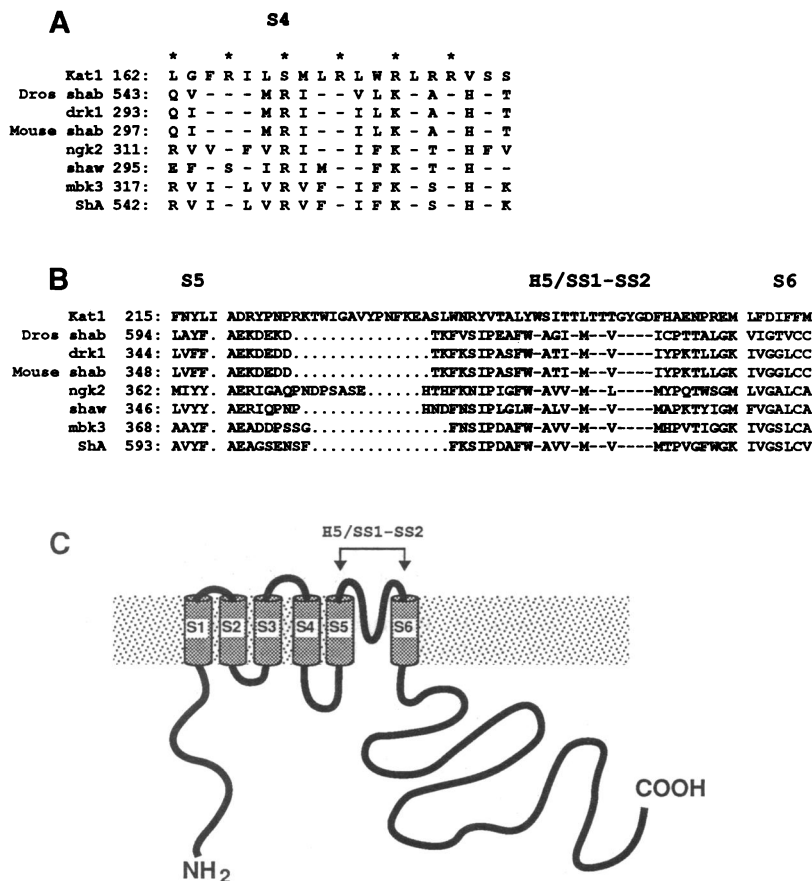 A
S4
* * * * * *
Kat1 162: L G F R I L S M L R L W R L R R V S S
Dros shab 543: Q V - - - M R I - - V L K - A - H - T
drk1 293: Q I - - - M R I - - I L K - A - H - T
Mouse shab 297: Q I - - - M R I - - I L K - A - H - T
ngk2 311: R V V - F V R I - - I F K - T - H F V
shaw 295: E F - S - I R I M - - F K - T - H - -
mbk3 317: R V I - L V R V F - I F K - S - H - K
ShA 542: R V I - L V R V F - I F K - S - H - K
B
S5 H5/SS1-SS2 S6
Kat1 215: FNYLI ADRYPNPRKTWIGAVYPNFKEASLWNRYVTALYWSITTLTTTGYGDFHAENPREM LFDIFFM
Dros shab 594: LAYF. AEKDEKD..............TKFVSIPEAFW-AGI-M--V----ICPTTALGK VIGTVCC
drk1 344: LVFF. AEKDEDD..............TKFKSIPASFW-ATI-M--V----IYPKTLLGK IVGGLCC
Mouse shab 348: LVFF. AEKDEDD..............TKFKSIPASFW-ATI-M--V----IYPKTLLGK IVGGLCC
ngk2 362: MIYY. AERIGAQPNDPSASE......HTHFKNIPIGFW-AVV-M--L----MYPQTWSGM LVGALCA
shaw 346: LVYY. AERIQPNP............HNDFNSIPLGLW-ALV-M--V----MAPKTYIGM FVGALCA
mbk3 368: AAYF. AEADDPSSG..............FNSIPDAFW-AVV-M--V----MHPVTIGGK IVGSLCA
ShA 593: AVYF. AEAGSENSF..............FKSIPDAFW-AVV-M--V----MTPVGFWGK IVGSLCV
C
H5/SS1-SS2
S1 S2 S3 S4 S5 S6
COOH
NH2